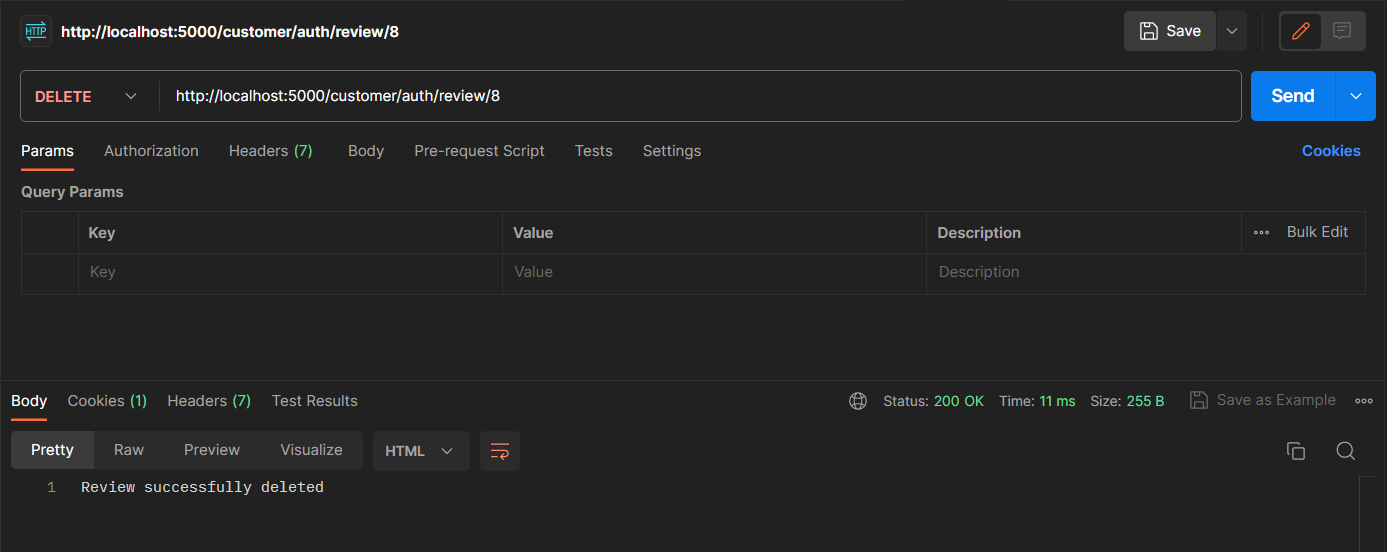 HTTP http://localhost:5000/customer/auth/review/8 Save
DELETE http://localhost:5000/customer/auth/review/8 Send
Params Authorization Headers (7) Body Pre-request Script Tests Settings Cookies
Query Params
Key Value Description ooo Bulk Edit
Key Value Description
Body Cookies (1) Headers (7) Test Results Status: 200 OK Time: 11 ms Size: 255 B Save as Example ooo
Pretty Raw Preview Visualize HTML
1 Review successfully deleted